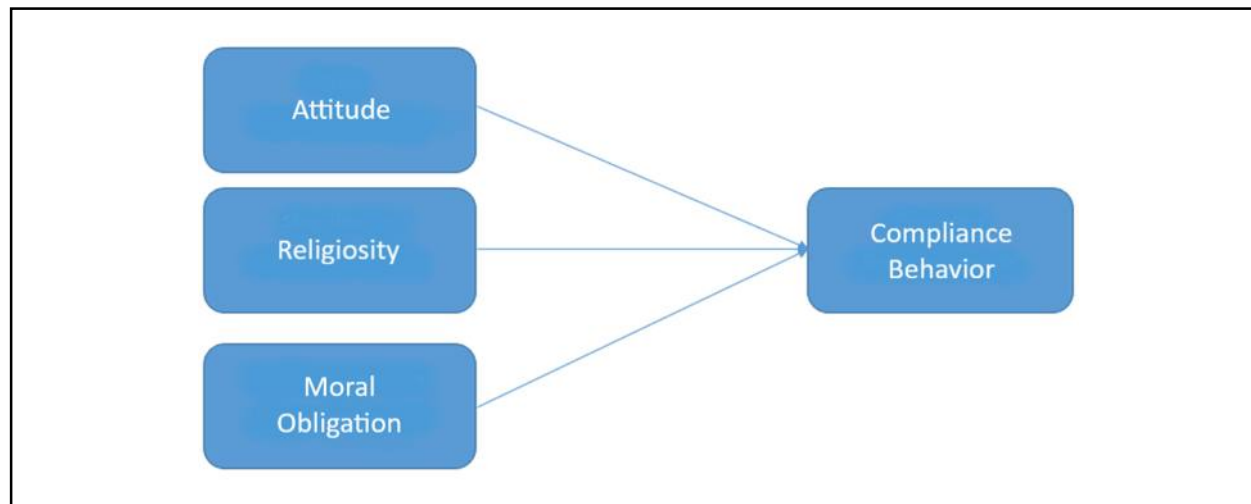 Attitude
Religiosity
Moral
Obligation
Compliance
Behavior